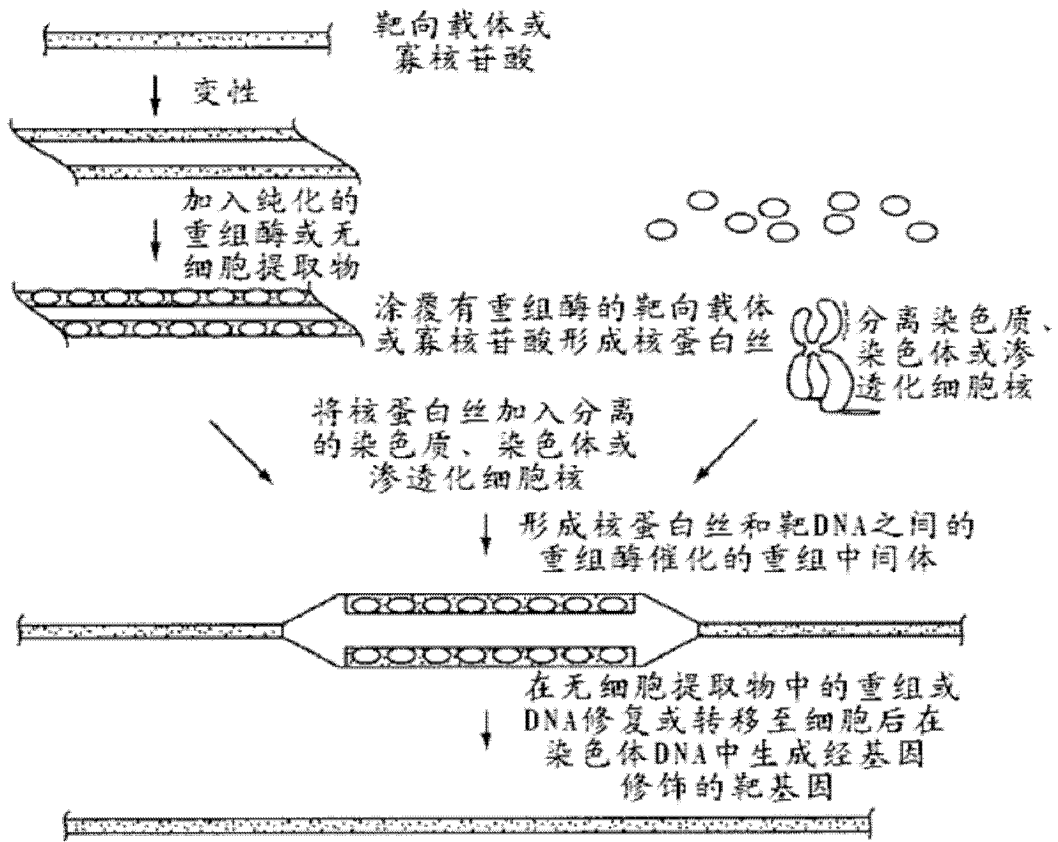 靶向载体或
寡核苷酸
变性
加入纯化的
重组酶或无
细胞提取物
涂覆有重组酶的靶向载体
或寡核苷酸形成核蛋白丝
分离染色质、
染色体或渗
透化细胞核
将核蛋白丝加入分离
的染色质、染色体或
渗透化细胞核
形成核蛋白丝和靶DNA之间的
重组酶催化的重组中间体
在无细胞提取物中的重组或
DNA修复或转移至细胞后在
染色体DNA中生成经基因
修饰的靶基因